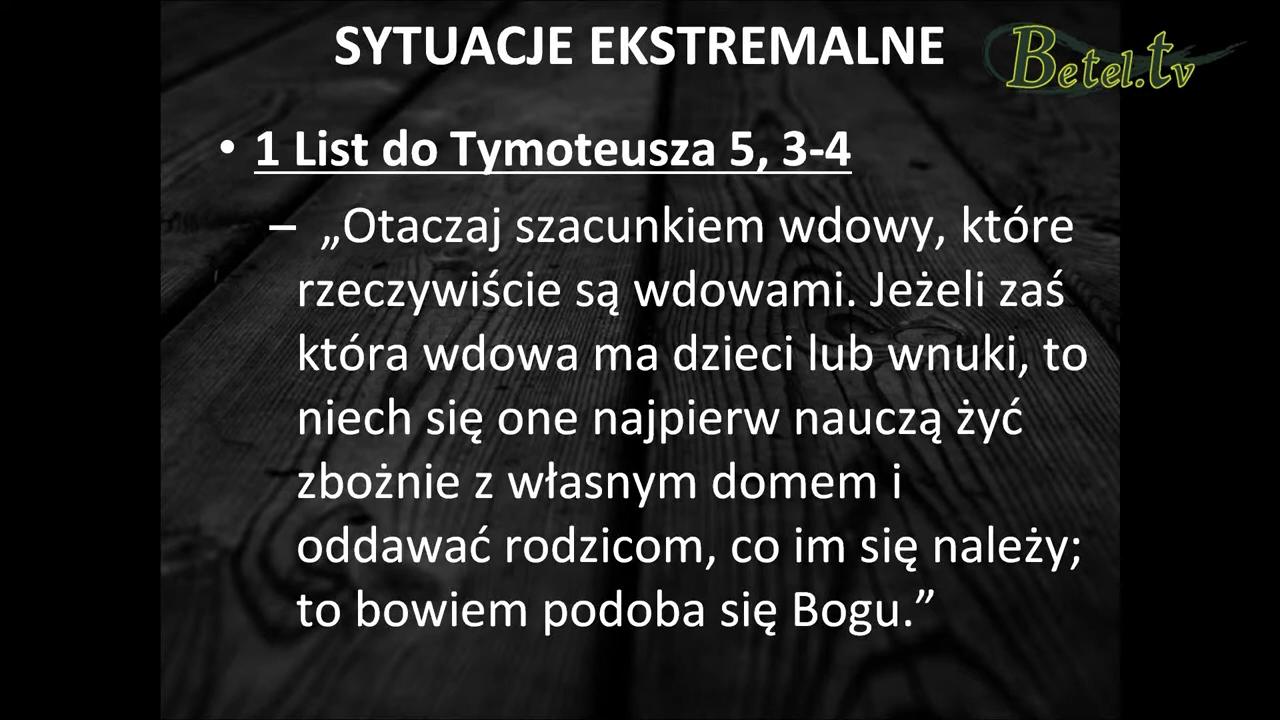 SYTUACJE EKSTREMALNE
Betel.tv
• 1 List do Tymoteusza 5, 3-4
– „Otaczaj szacunkiem wdowy, które
rzeczywiście są wdowami. Jeżeli zaś
która wdowa ma dzieci lub wnuki, to
niech się one najpierw nauczą żyć
zbożnie z własnym domem i
oddawać rodzicom, co im się należy;
to bowiem podoba się Bogu.”